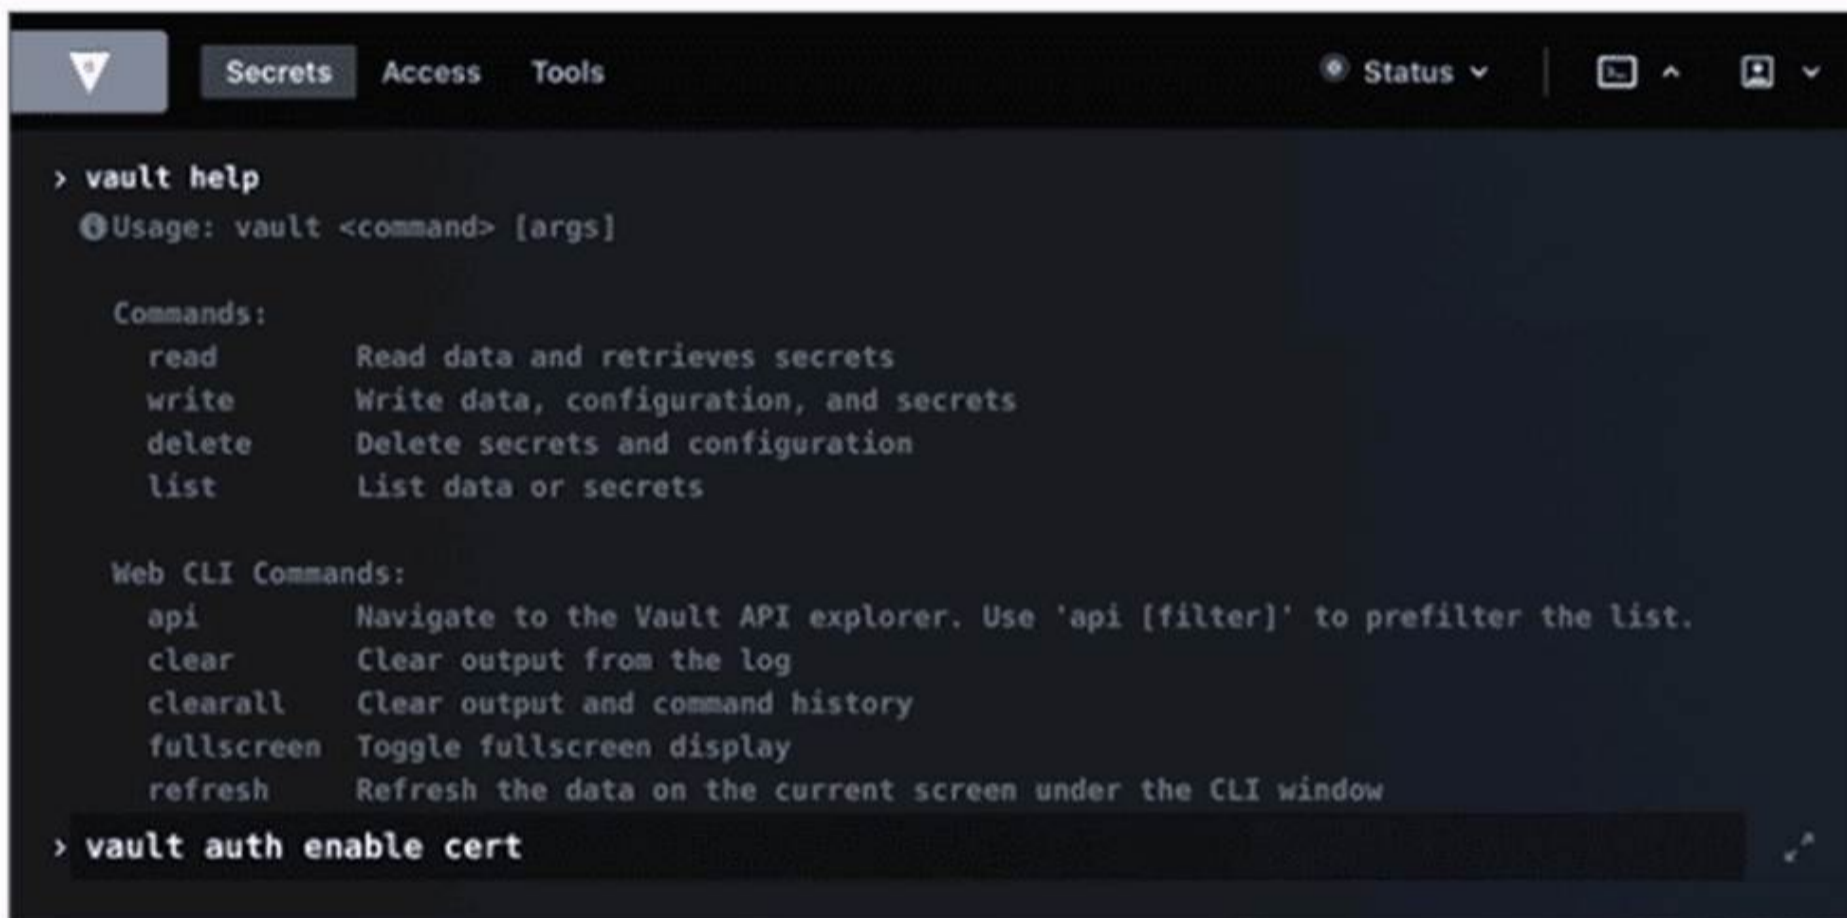 Secrets Access Tools Status
> vault help
Usage: vault <command> [args]
Commands:
read Read data and retrieves secrets
write Write data, configuration, and secrets
delete Delete secrets and configuration
list List data or secrets
Web CLI Commands:
api Navigate to the Vault API explorer. Use 'api [filter]' to prefilter the list.
clear Clear output from the log
clearall Clear output and command history
fullscreen Toggle fullscreen display
refresh Refresh the data on the current screen under the CLI window
> vault auth enable cert